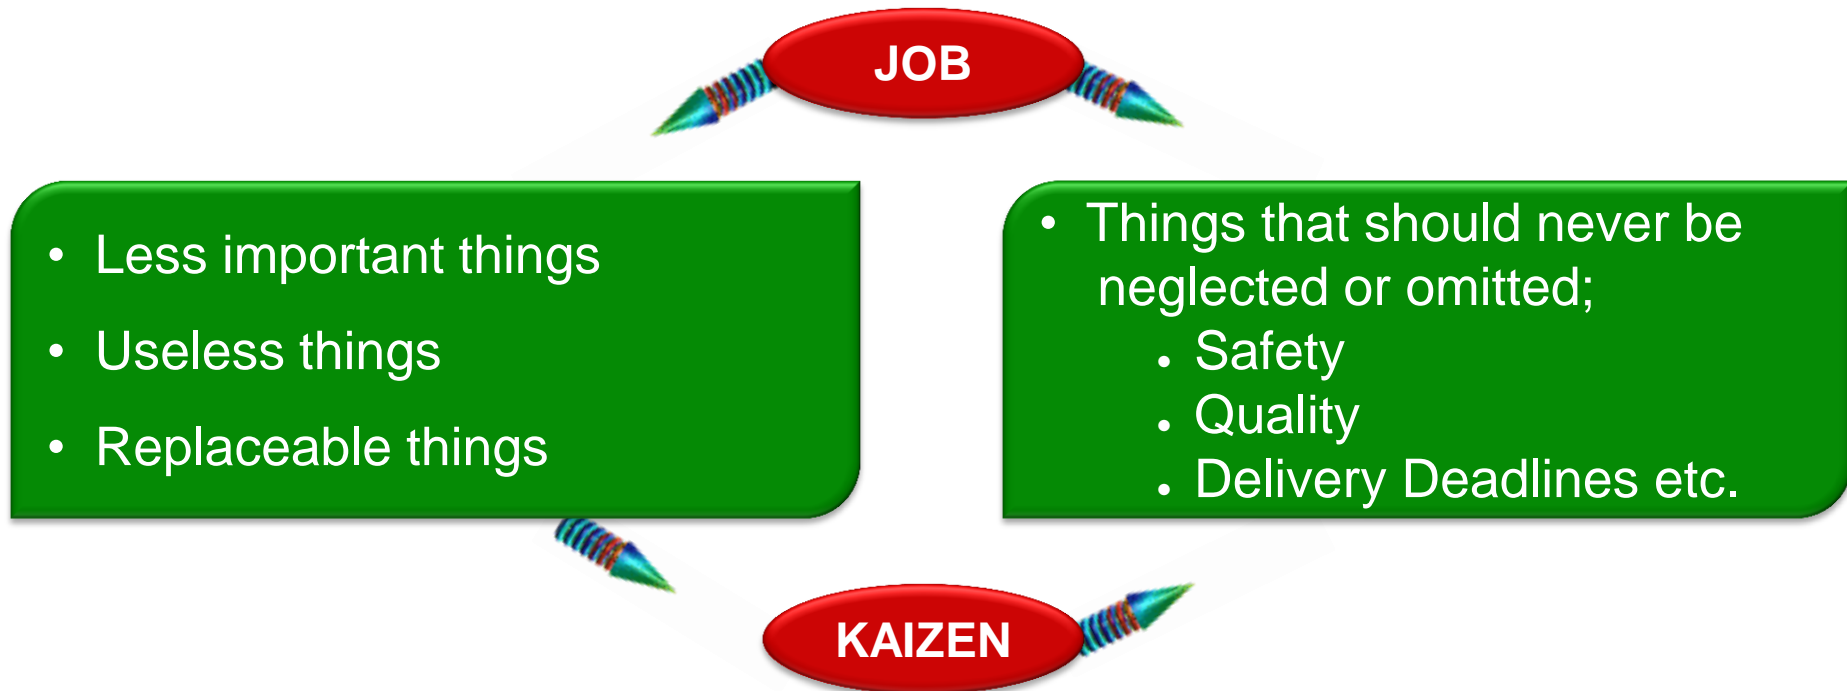 JOB
• Less important things
• Useless things
• Replaceable things
• Things that should never be
neglected or omitted;
• Safety
• Quality
• Delivery Deadlines etc.
KAIZEN